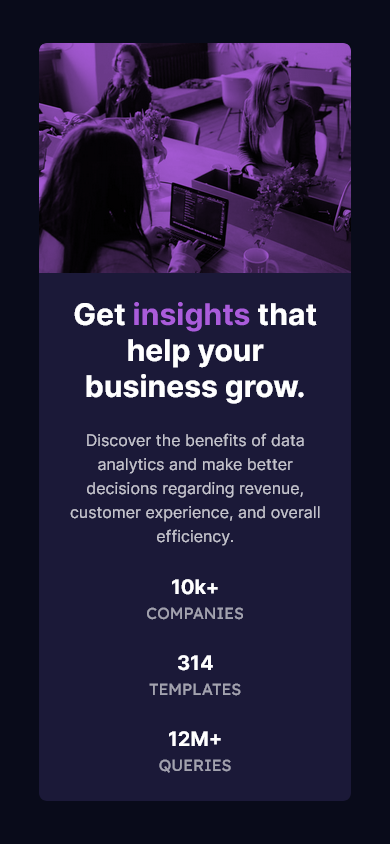 Get insights that
help your
business grow.
Discover the benefits of data
analytics and make better
decisions regarding revenue,
customer experience, and overall
efficiency.
10k+
COMPANIES
314
TEMPLATES
12M+
QUERIES